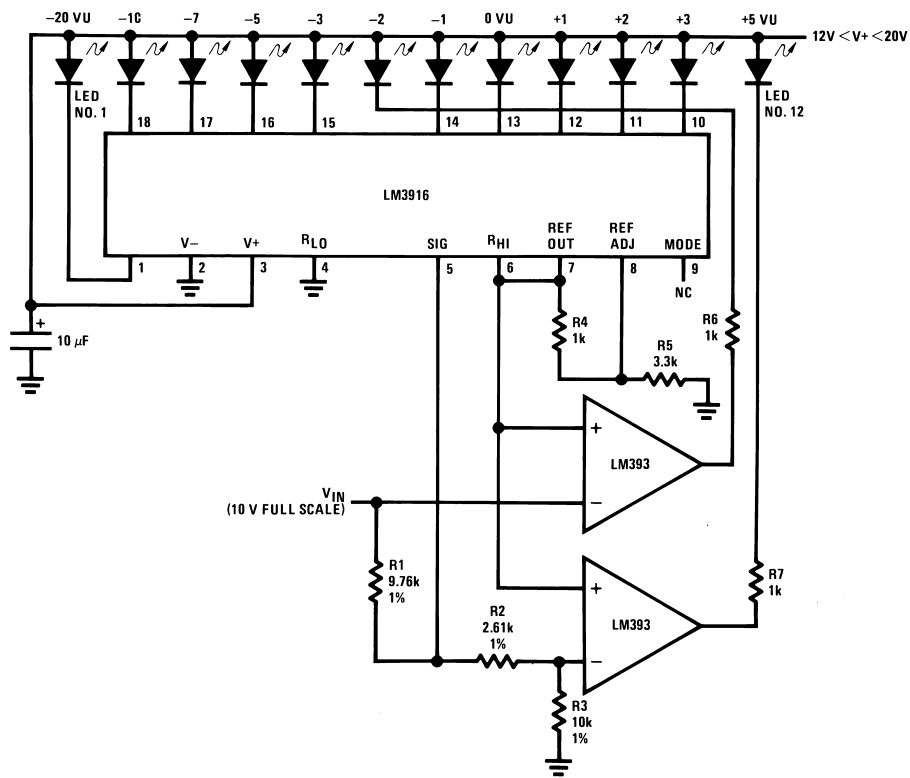 −20 VU −10 −7 −5 −3 −2 −1 0 VU +1 +2 +3 +5 VU
12V < V+ < 20V
LED
NO. 1
LED
NO. 12
18 17 16 15 14 13 12 11 10
LM3916
V− V+ RLO SIG RHI REF OUT REF ADJ MODE
1 2 3 4 5 6 7 8 9
NC
+
10 μF
R4
1k
R5
3.3k
R6
1k
+
LM393
−
VIN
(10 V FULL SCALE)
R1
9.76k
1%
R2
2.61k
1%
+
LM393
−
R7
1k
R3
10k
1%